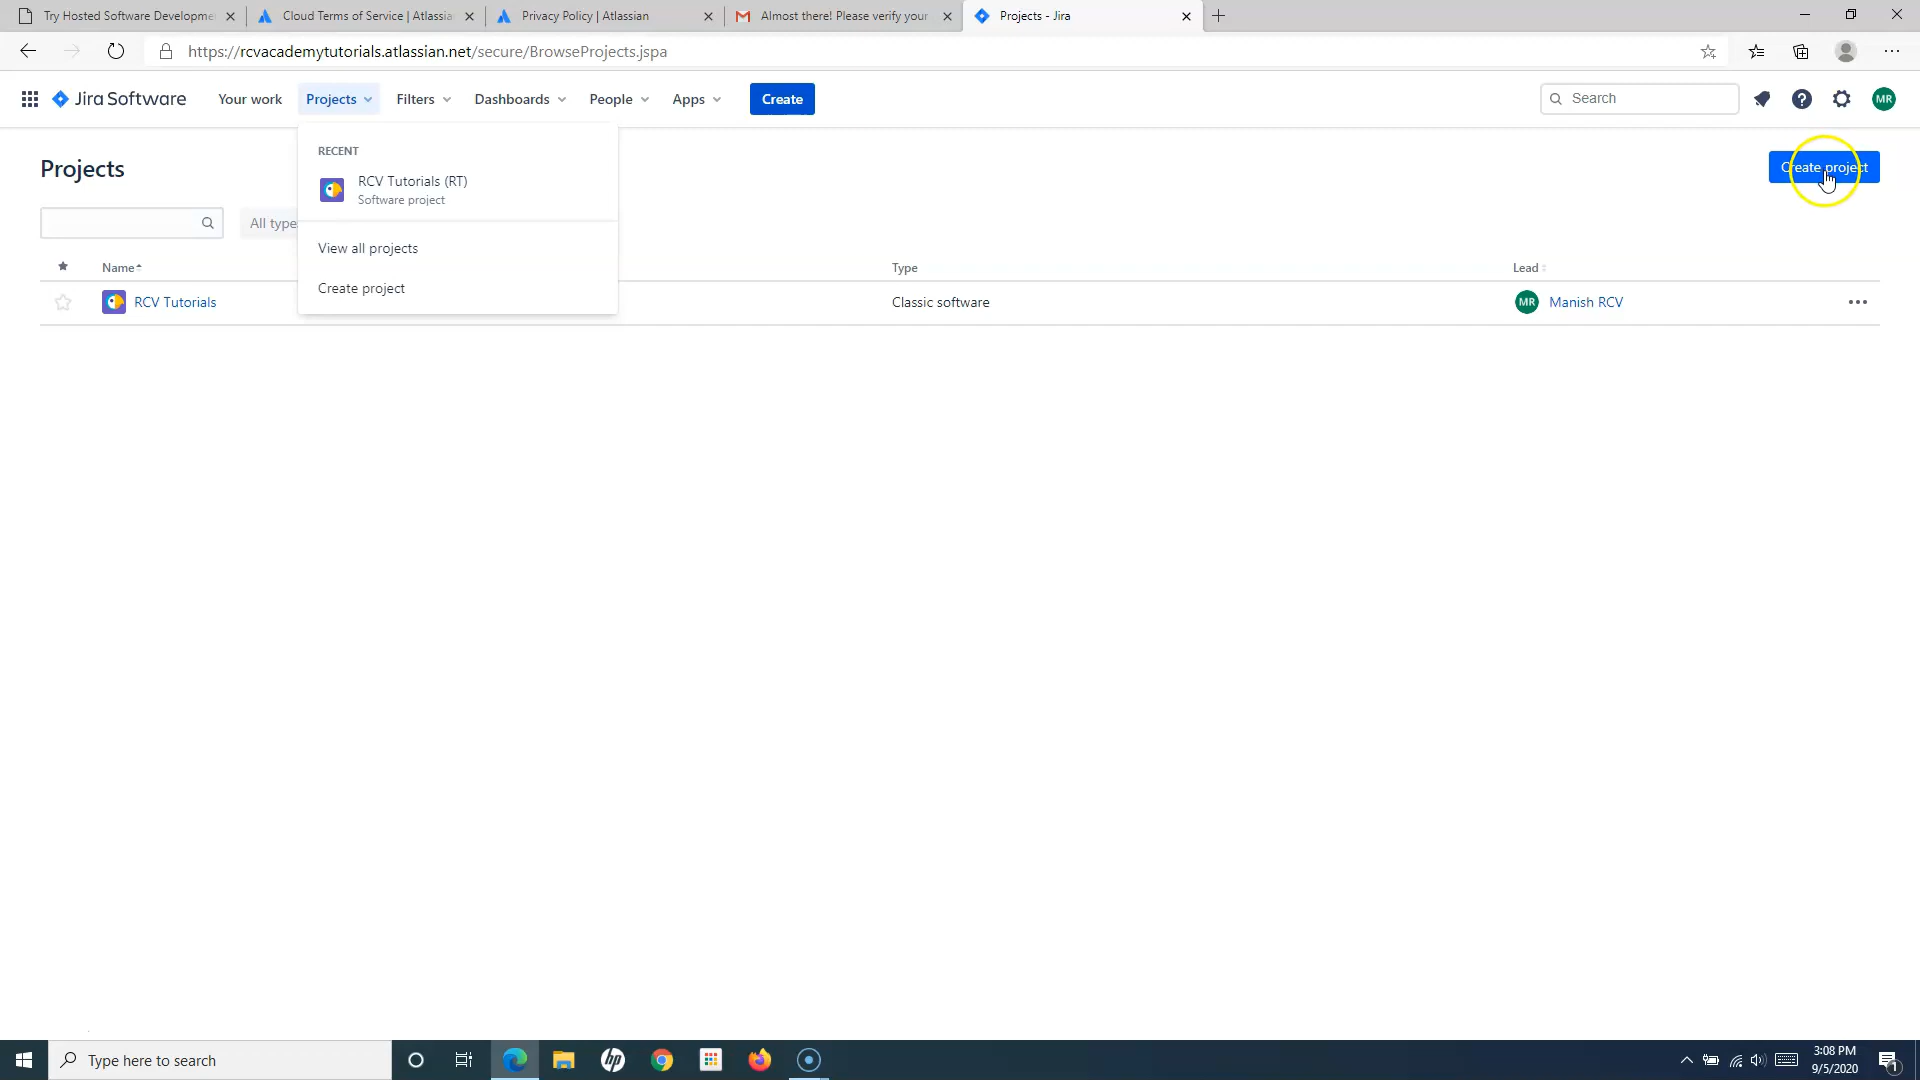 Try Hosted Software Developme
Cloud Terms of Service | Atlassia
Privacy Policy | Atlassian
Almost there! Please verify your
Projects - Jira
https://rcvacademytutorials.atlassian.net/secure/BrowseProjects.jspa
Jira Software
Your work
Projects
Filters
Dashboards
People
Apps
Create
Search
MR
RECENT
RCV Tutorials (RT)
Software project
View all projects
Create project
Projects
Create project
All type
Name
Type
Lead
RCV Tutorials
Classic software
MR
Manish RCV
Type here to search
hp
3:08 PM
9/5/2020
1